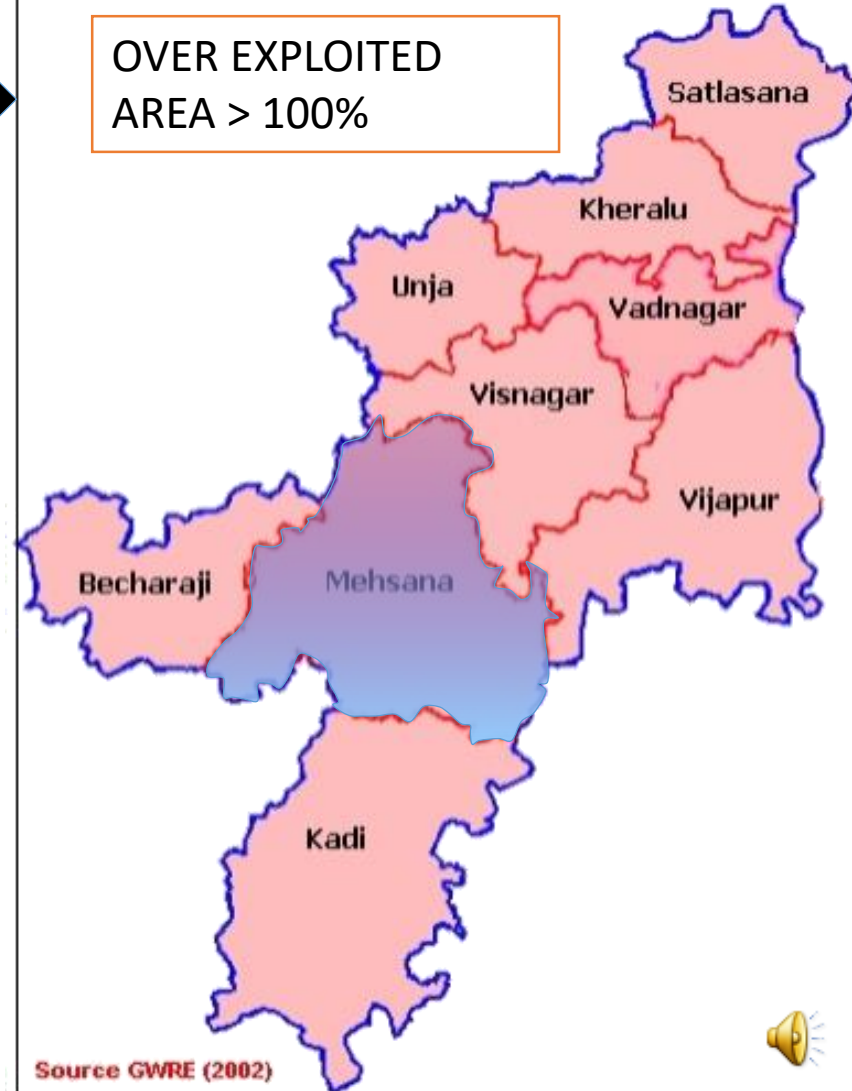 OVER EXPLOITED
AREA > 100%
Satlasana
Kheralu
Unja
Vadnagar
Visnagar
Vijapur
Becharaji
Mehsana
Kadi
Source GWRE (2002)